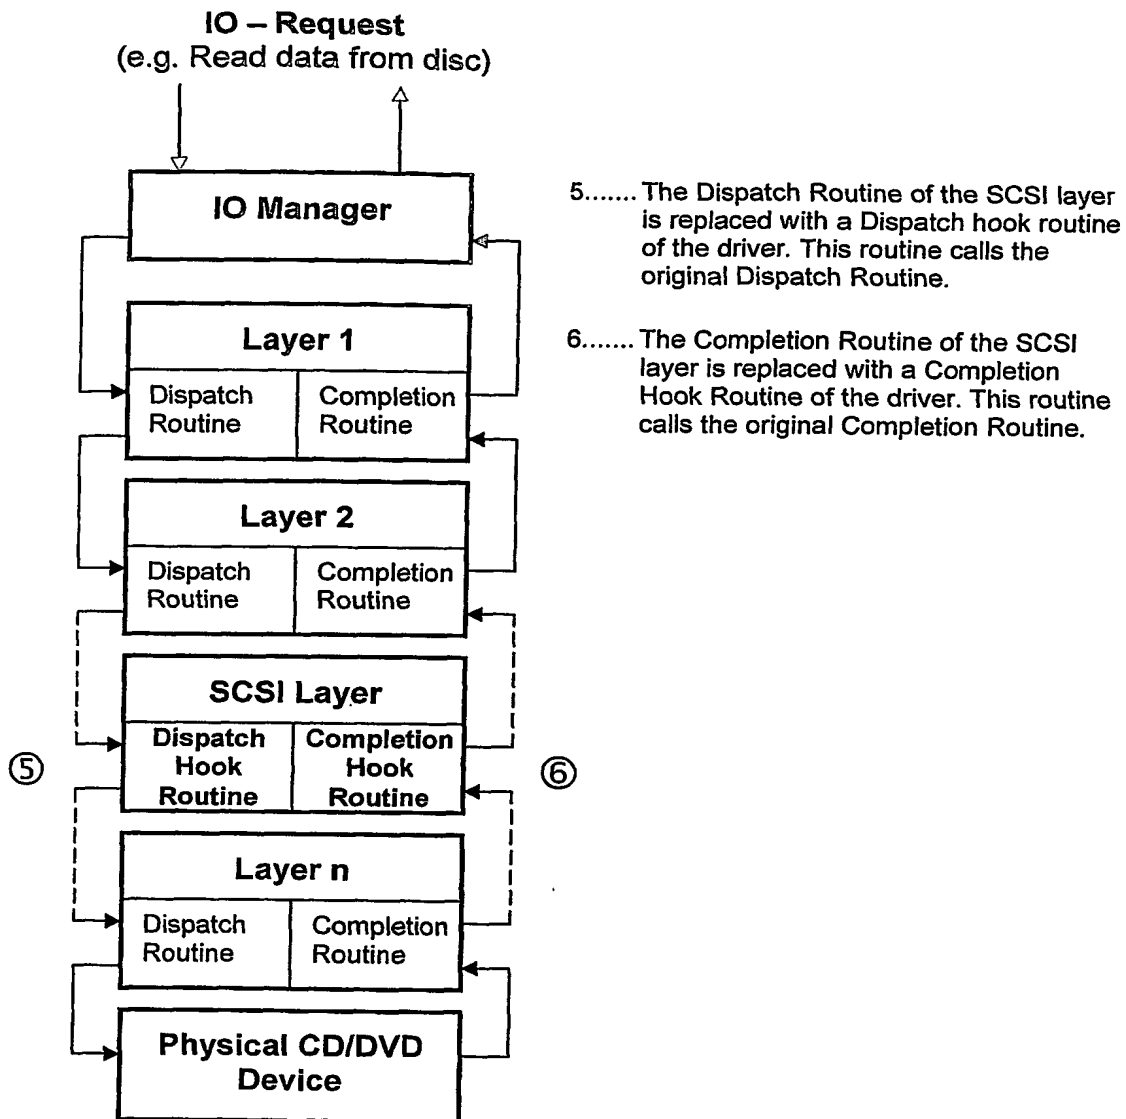 IO – Request
(e.g. Read data from disc)
IO Manager
5....... The Dispatch Routine of the SCSI layer
is replaced with a Dispatch hook routine
of the driver. This routine calls the
original Dispatch Routine.
6....... The Completion Routine of the SCSI
layer is replaced with a Completion
Hook Routine of the driver. This routine
calls the original Completion Routine.
Layer 1
Dispatch
Routine
Completion
Routine
Layer 2
Dispatch
Routine
Completion
Routine
SCSI Layer
Dispatch
Hook
Routine
Completion
Hook
Routine
⑤
⑥
Layer n
Dispatch
Routine
Completion
Routine
Physical CD/DVD
Device